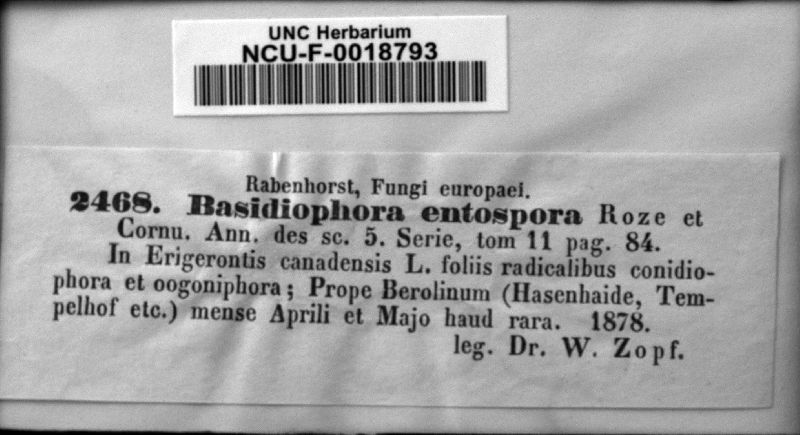 UNC Herbarium
NCU-F-0018793
Rabenhorst, Fungi europaei.
2468. Basidiophora entospora Roze et
Cornu. Ann. des sc. 5. Serie, tom 11 pag. 84.
In Erigerontis canadensis L. foliis radicalibus conidio-
phora et oogoniphora; Prope Berolinum (Hasenhaide, Tem-
pelhof etc.) mense Aprili et Majo haud rara. 1878.
leg. Dr. W. Zopf.